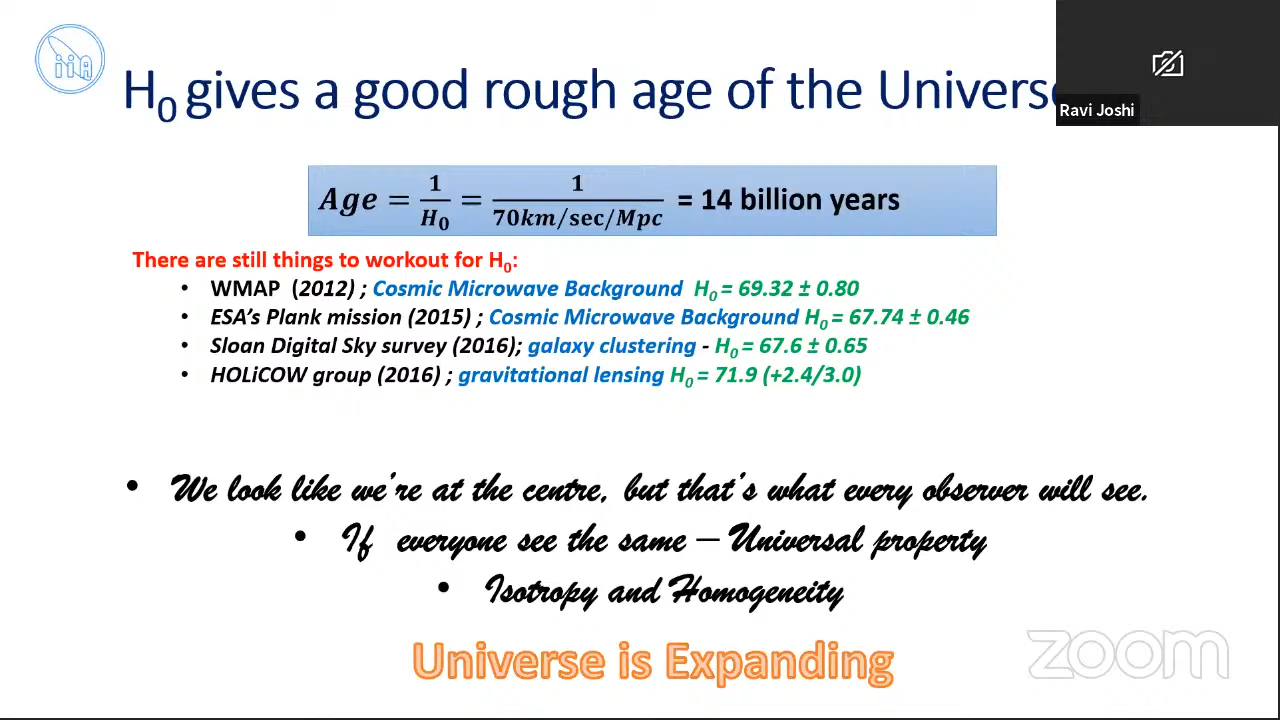 iiA
H₀ gives a good rough age of the Universe
Ravi Joshi
Age = 1/H₀ = 1/70km/sec/Mpc = 14 billion years
There are still things to workout for H₀:
• WMAP (2012) ; Cosmic Microwave Background H₀ = 69.32 ± 0.80
• ESA's Plank mission (2015) ; Cosmic Microwave Background H₀ = 67.74 ± 0.46
• Sloan Digital Sky survey (2016); galaxy clustering - H₀ = 67.6 ± 0.65
• HOLiCOW group (2016) ; gravitational lensing H₀ = 71.9 (+2.4/3.0)
• We look like we're at the centre, but that's what every observer will see.
• If everyone see the same – Universal property
• Isotropy and Homogeneity
Universe is Expanding
zoom